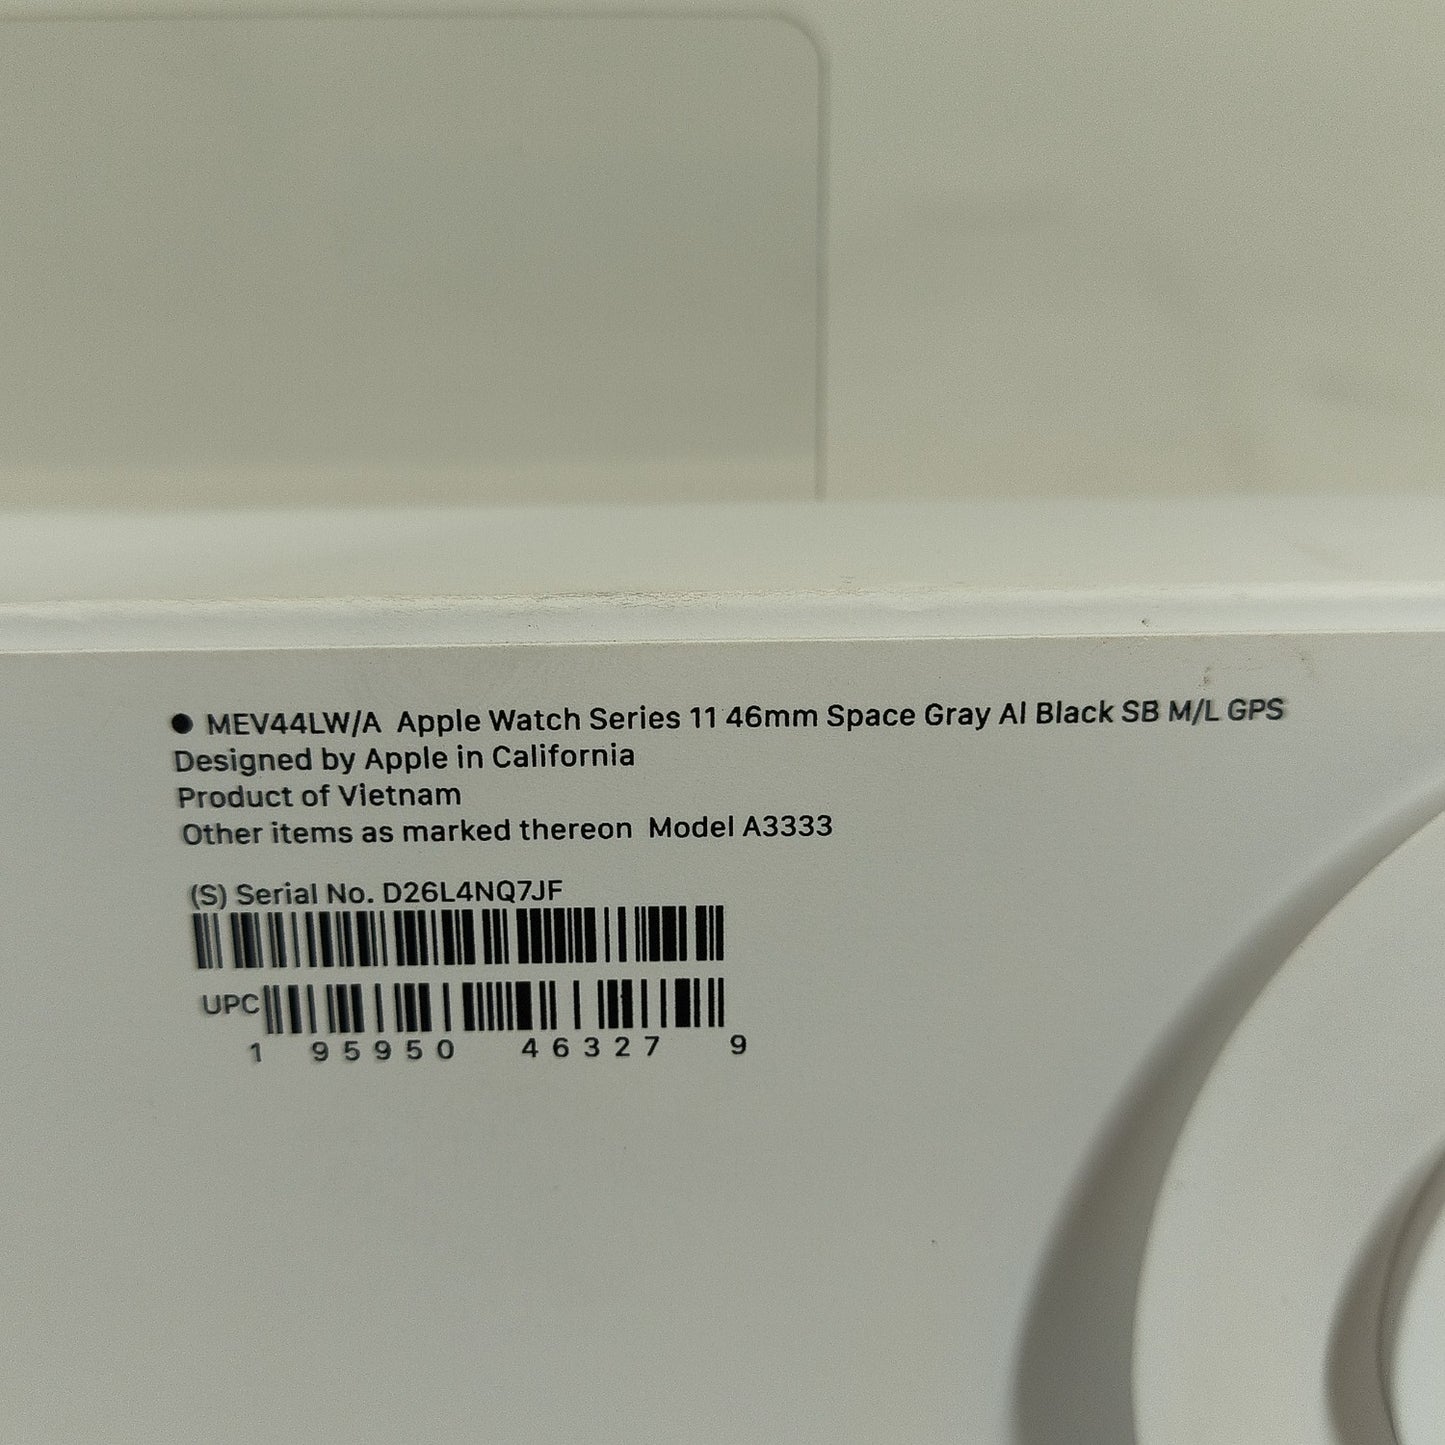 ● MEV44LW/A Apple Watch Series 11 46mm Space Gray Al Black SB M/L GPS
Designed by Apple in California
Product of Vietnam
Other items as marked thereon Model A3333
(S) Serial No. D26L4NQ7JF
UPC
1 95950 46327 9